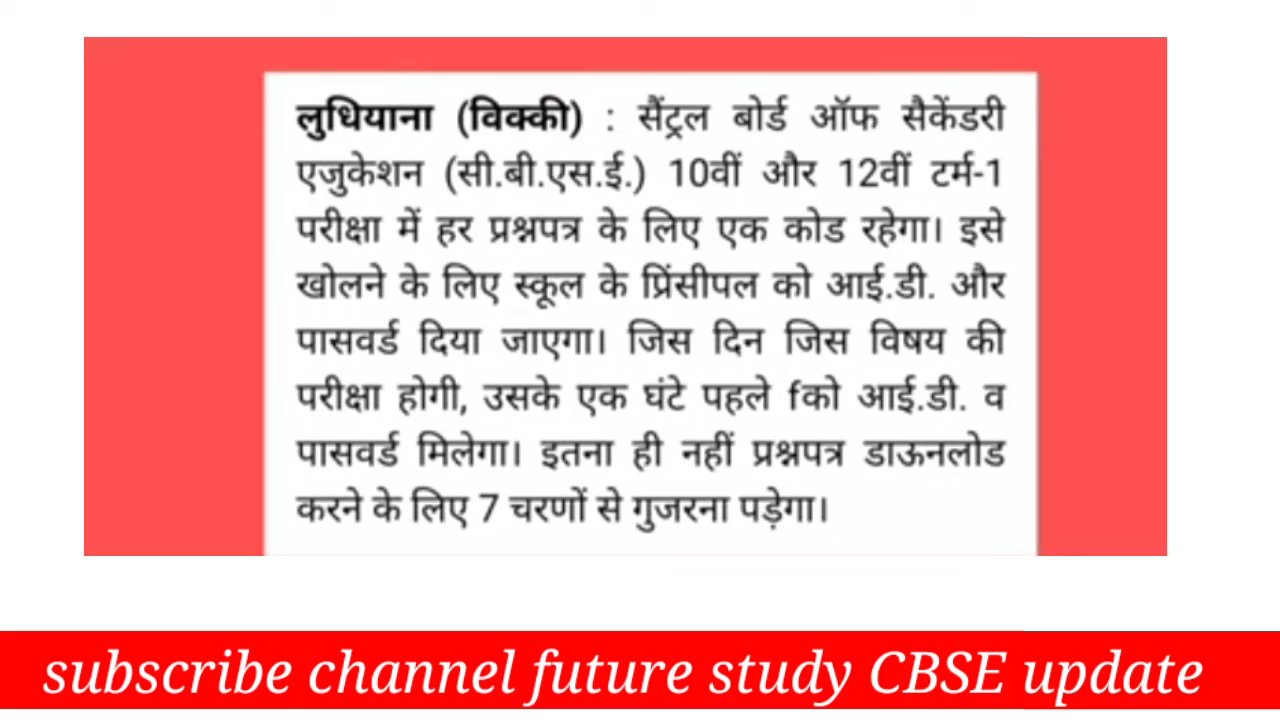 लुधियाना (विक्की) : सैंट्रल बोर्ड ऑफ सैकेंडरी
एजुकेशन (सी.बी.एस.ई.) 10वीं और 12वीं टर्म-1
परीक्षा में हर प्रश्नपत्र के लिए एक कोड रहेगा। इसे
खोलने के लिए स्कूल के प्रिंसीपल को आई.डी. और
पासवर्ड दिया जाएगा। जिस दिन जिस विषय की
परीक्षा होगी, उसके एक घंटे पहले fको आई.डी. व
पासवर्ड मिलेगा। इतना ही नहीं प्रश्नपत्र डाऊनलोड
करने के लिए 7 चरणों से गुजरना पड़ेगा।
subscribe channel future study CBSE update